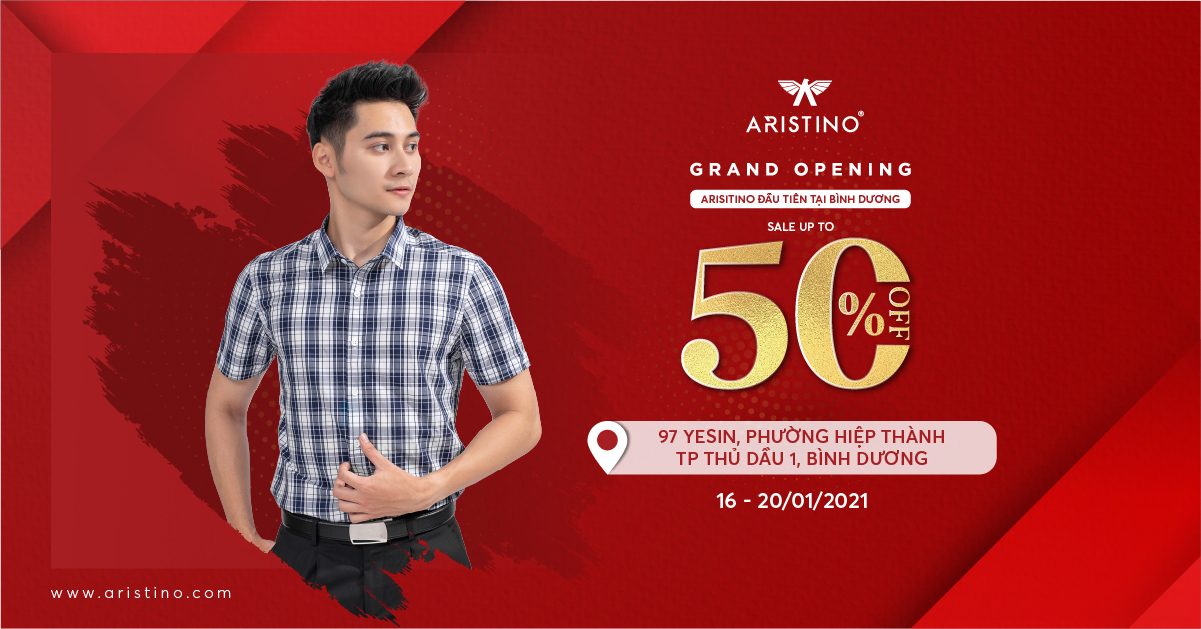 ARISTINO®
GRAND OPENING
ARISITINO ĐẦU TIÊN TẠI BÌNH DƯƠNG
SALE UP TO
50% OFF
97 YESIN, PHƯỜNG HIỆP THÀNH
TP THỦ DẦU 1, BÌNH DƯƠNG
16 - 20/01/2021
www.aristino.com